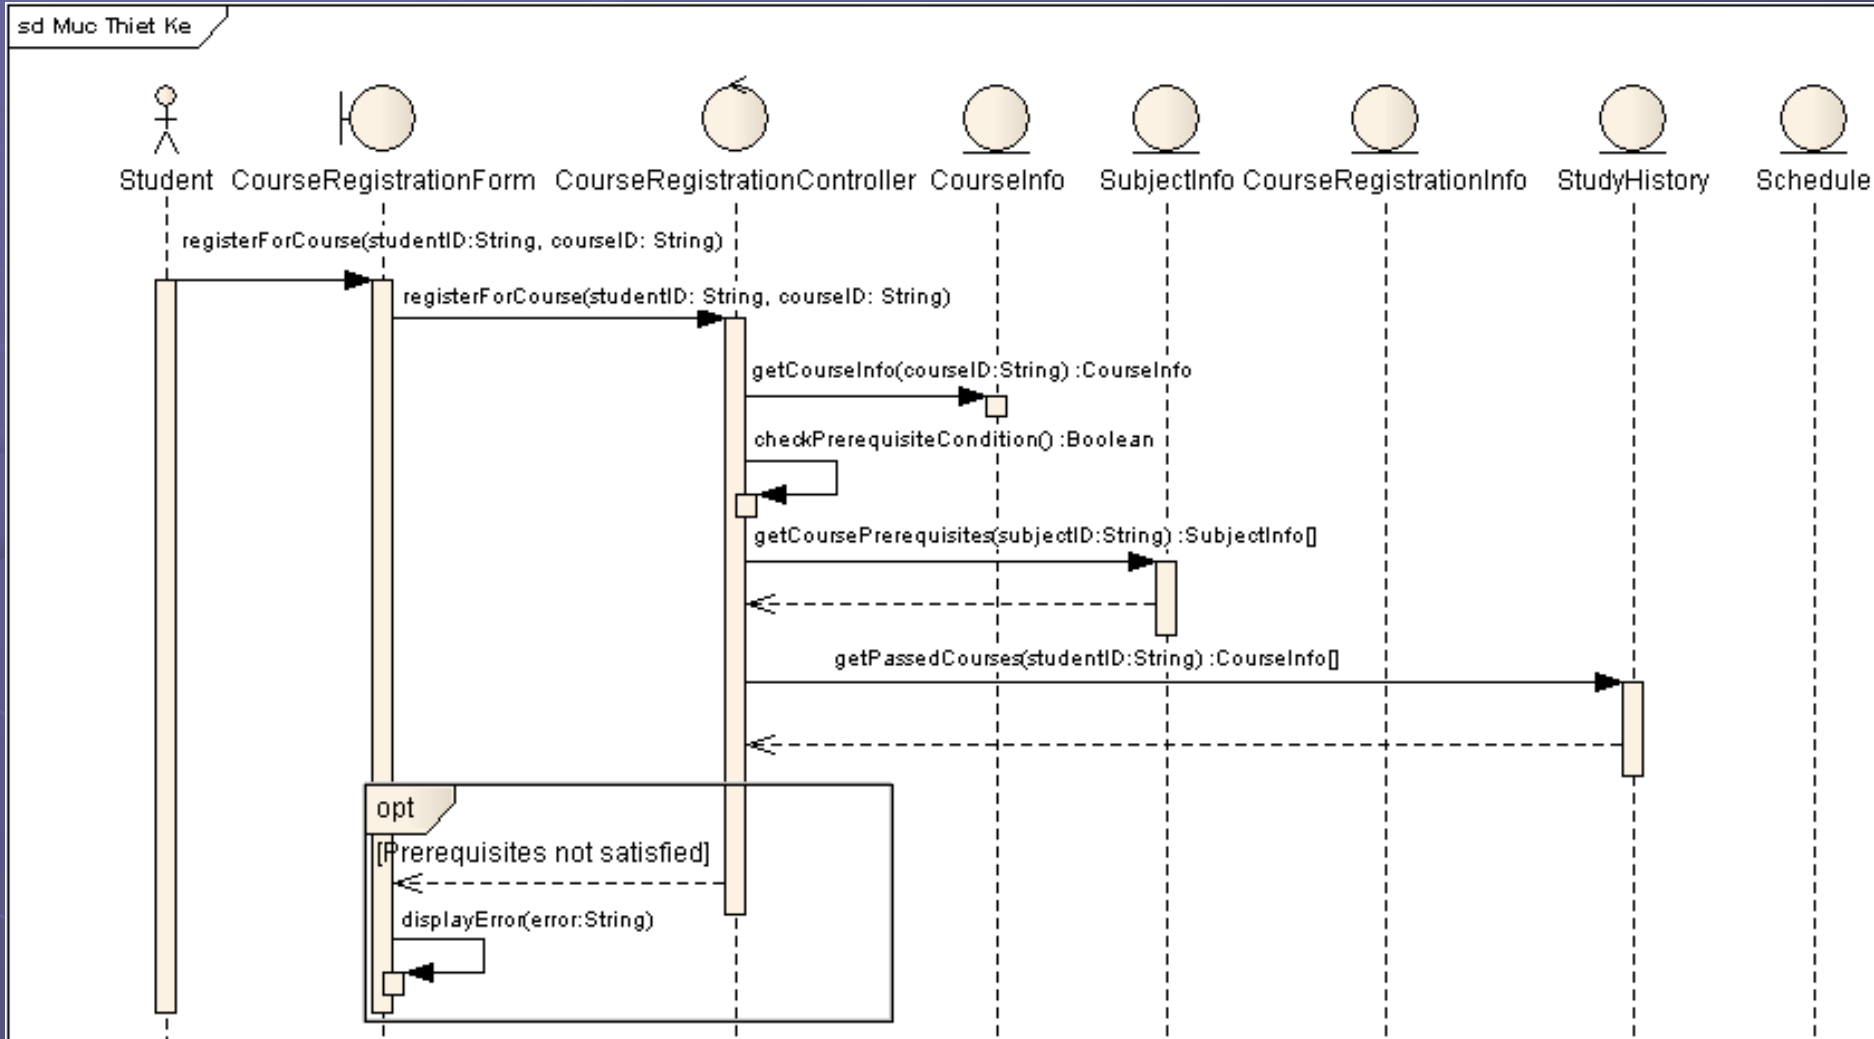 sd Muc Thiet Ke
Student CourseRegistrationForm CourseRegistrationController CourseInfo SubjectInfo CourseRegistrationInfo StudyHistory Schedule
registerForCourse(studentID:String, courseID: String)
registerForCourse(studentID: String, courseID: String)
getCourseInfo(courseID:String) :CourseInfo
checkPrerequisiteCondition() :Boolean
getCoursePrerequisites(subjectID:String) :SubjectInfo[]
getPassedCourses(studentID:String) :CourseInfo[]
opt
[Prerequisites not satisfied]
displayError(error:String)